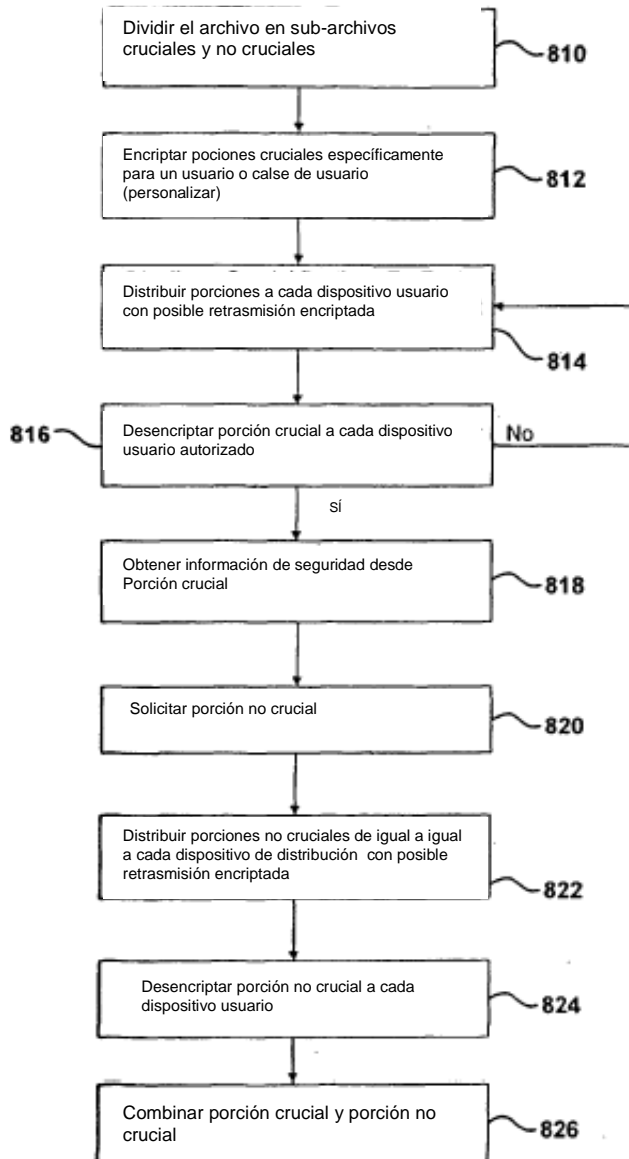 Dividir el archivo en sub-archivos
cruciales y no cruciales
810
Encriptar pociones cruciales específicamente
para un usuario o calse de usuario
(personalizar)
812
Distribuir porciones a cada dispositivo usuario
con posible retrasmisión encriptada
814
816
Desencriptar porción crucial a cada dispositivo
usuario autorizado
No
SÍ
Obtener información de seguridad desde
Porción crucial
818
Solicitar porción no crucial
820
Distribuir porciones no cruciales de igual a igual
a cada dispositivo de distribución con posible
retrasmisión encriptada
822
Desencriptar porción no crucial a cada
dispositivo usuario
824
Combinar porción crucial y porción no
crucial
826